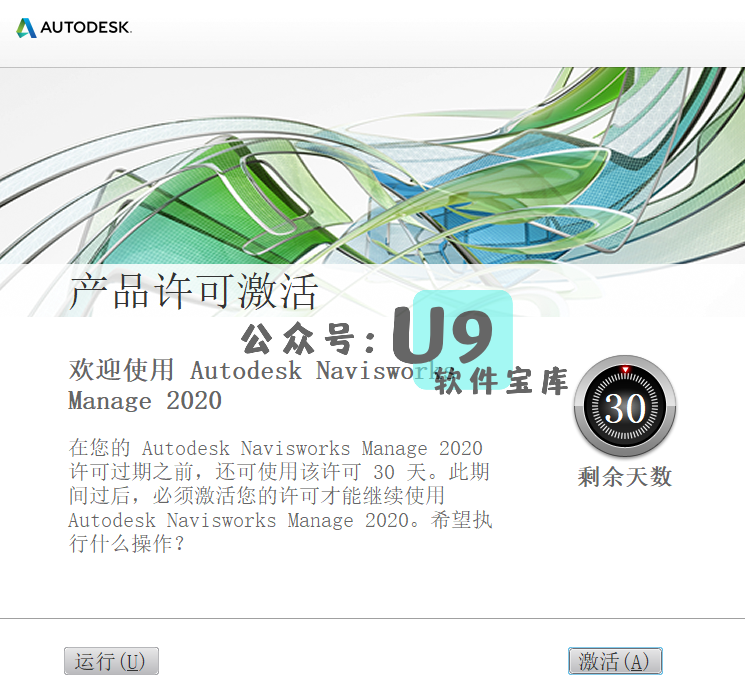 AUTODESK.
产品许可激活
公众号:U9
软件宝库
欢迎使用 Autodesk Navisworks
Manage 2020
30
剩余天数
在您的 Autodesk Navisworks Manage 2020
许可过期之前，还可使用该许可 30 天。此期
间过后，必须激活您的许可才能继续使用
Autodesk Navisworks Manage 2020。希望执
行什么操作？
运行(U)
激活(A)